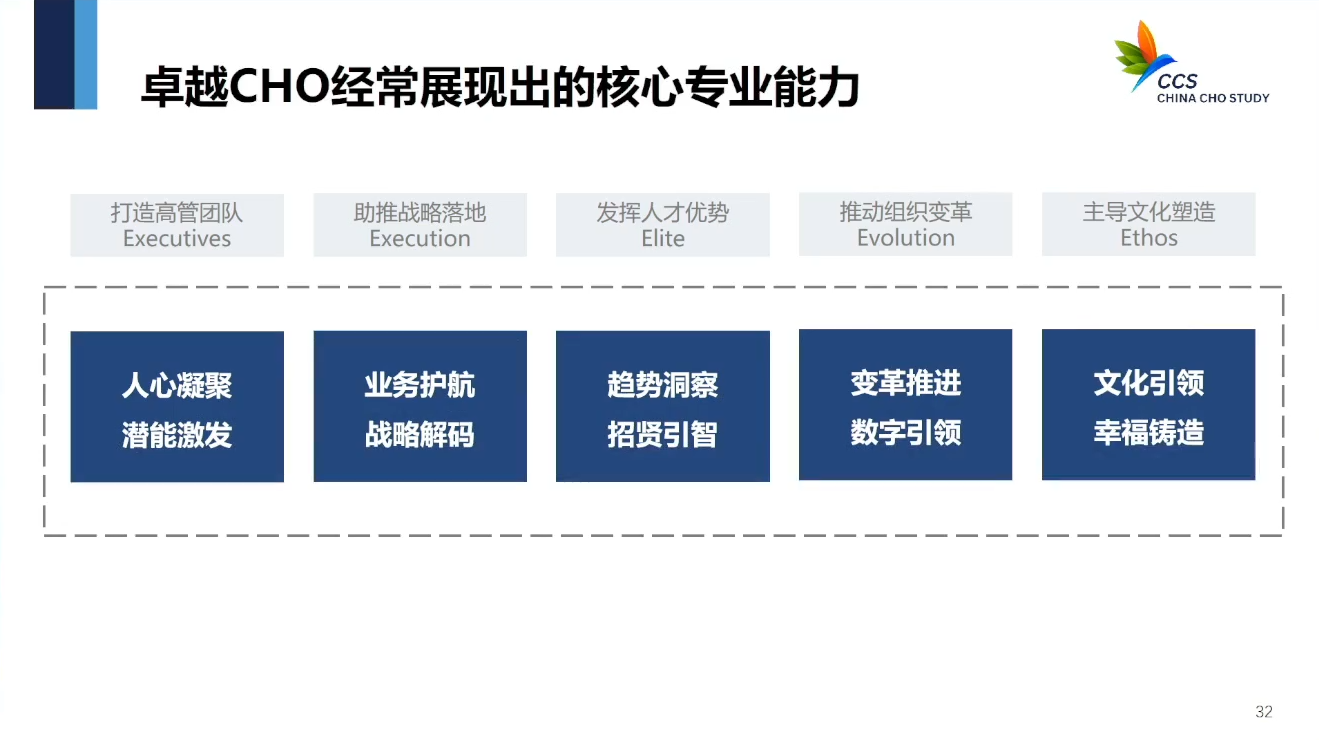 卓越CHO经常展现出的核心专业能力
CCS
CHINA CHO STUDY
打造高管团队
Executives
助推战略落地
Execution
发挥人才优势
Elite
推动组织变革
Evolution
主导文化塑造
Ethos
人心凝聚
潜能激发
业务护航
战略解码
趋势洞察
招贤引智
变革推进
数字引领
文化引领
幸福铸造
32